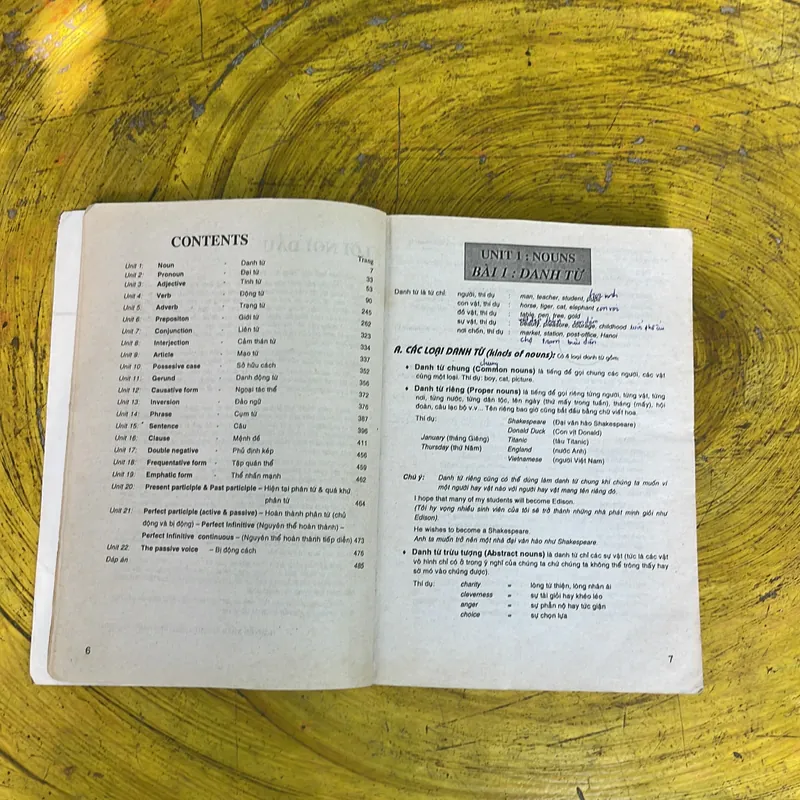 CONTENTS
Trang
Unit 1: Noun - Danh từ 7
Unit 2: Pronoun - Đại từ 33
Unit 3: Adjective - Tính từ 53
Unit 4: Verb - Động từ 90
Unit 5: Adverb - Trạng từ 245
Unit 6: Prepositon - Giới từ 262
Unit 7: Conjunction - Liên từ 323
Unit 8: Interjection - Cảm thán từ 334
Unit 9: Article - Mạo từ 337
Unit 10: Possesive case - Sở hữu cách 352
Unit 11: Gerund - Danh động từ 356
Unit 12: Causative form - Ngoại tác thể 372
Unit 13: Inversion - Đảo ngữ 376
Unit 14: Phrase - Cụm từ 387
Unit 15: Sentence - Câu 396
Unit 16: Clause - Mệnh đề 411
Unit 17: Double negative - Phủ định kép 456
Unit 18: Frequentative form - Tập quán thể 459
Unit 19: Emphatic form - Thể nhấn mạnh 462
Unit 20: Present participle & Past participle – Hiện tại phân từ & quá khứ
phân từ 464
Unit 21: Perfect participle (active & passive) – Hoàn thành phân từ (chủ
động và bị động) – Perfect Infinitive (Nguyên thể hoàn thành) –
Perfect Infinitive continuous – (Nguyên thể hoàn thành tiếp diễn) 473
Unit 22: The passive voice – Bị động cách 476
Đáp án 485
6
UNIT 1 : NOUNS
BÀI 1 : DANH TỪ
Danh từ là từ chỉ: người, thí dụ : man, teacher, student, pupil
con vật, thí dụ : horse, tiger, cat, elephant con voi
đồ vật, thí dụ : table, pen, tree, gold
sự vật, thí dụ : beauty, pleasure, courage, childhood
nơi chốn, thí dụ : market, station, post-office, Hanoi
chợ
A. CÁC LOẠI DANH TỪ (kinds of nouns): Có 4 loại danh từ gồm:
chung
♦ Danh từ chung (Common nouns) là tiếng để gọi chung các người, các vật
cùng một loại. Thí dụ: boy, cat, picture.
♦ Danh từ riêng (Proper nouns) là tiếng để gọi riêng từng người, từng vật, từng
nơi, từng nước, từng dân tộc, tên ngày (thứ mấy trong tuần), tháng (mấy), hội
đoàn, câu lạc bộ v.v... Tên riêng bao giờ cũng bắt đầu bằng chữ viết hoa.
Thí dụ: Shakespeare (Đại văn hào Shakespeare)
Donald Duck (Con vịt Donald)
January (tháng Giêng) Titanic (tàu Titanic)
Thursday (thứ Năm) England (nước Anh)
Vietnamese (người Việt Nam)
Chú ý: Danh từ riêng cũng có thể dùng làm danh từ chung khi chúng ta muốn ví
một người hay vật nào với người hay vật mang tên riêng đó.
I hope that many of my students will become Edison.
(Tôi hy vọng nhiều sinh viên của tôi sẽ trở thành những nhà phát minh giỏi như
Edison).
He wishes to become a Shakespeare.
Anh ta muốn trở nên một đại văn hào như Shakespeare.
♦ Danh từ trừu tượng (Abstract nouns) là danh từ chỉ các sự vật (tức là các vật
vô hình chỉ có ở trong ý nghĩ của chúng ta chứ chúng ta không thể trông thấy hay
sờ mó vào chúng được).
Thí dụ: charity = lòng từ thiện, lòng nhân ái
cleverness = sự tài giỏi hay khéo léo
anger = sự phẫn nộ hay tức giận
choice = sự chọn lựa
7